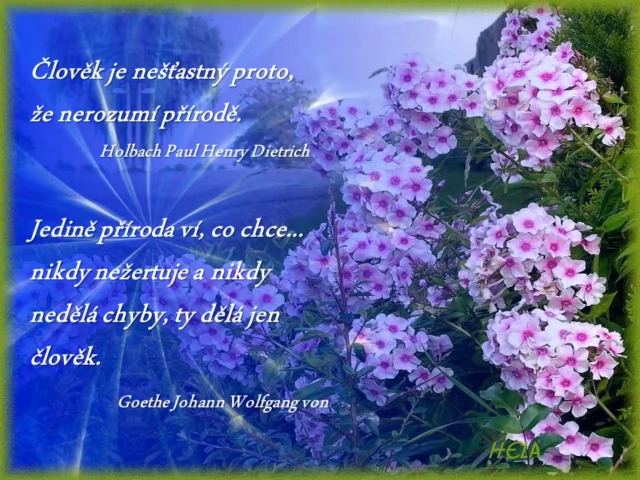 Člověk je nešťastný proto,
že nerozumí přírodě.
Holbach Paul Henry Dietrich
Jedině příroda ví, co chce...
nikdy nežertuje a nikdy
nedělá chyby, ty dělá jen
člověk.
Goethe Johann Wolfgang von
HEZA